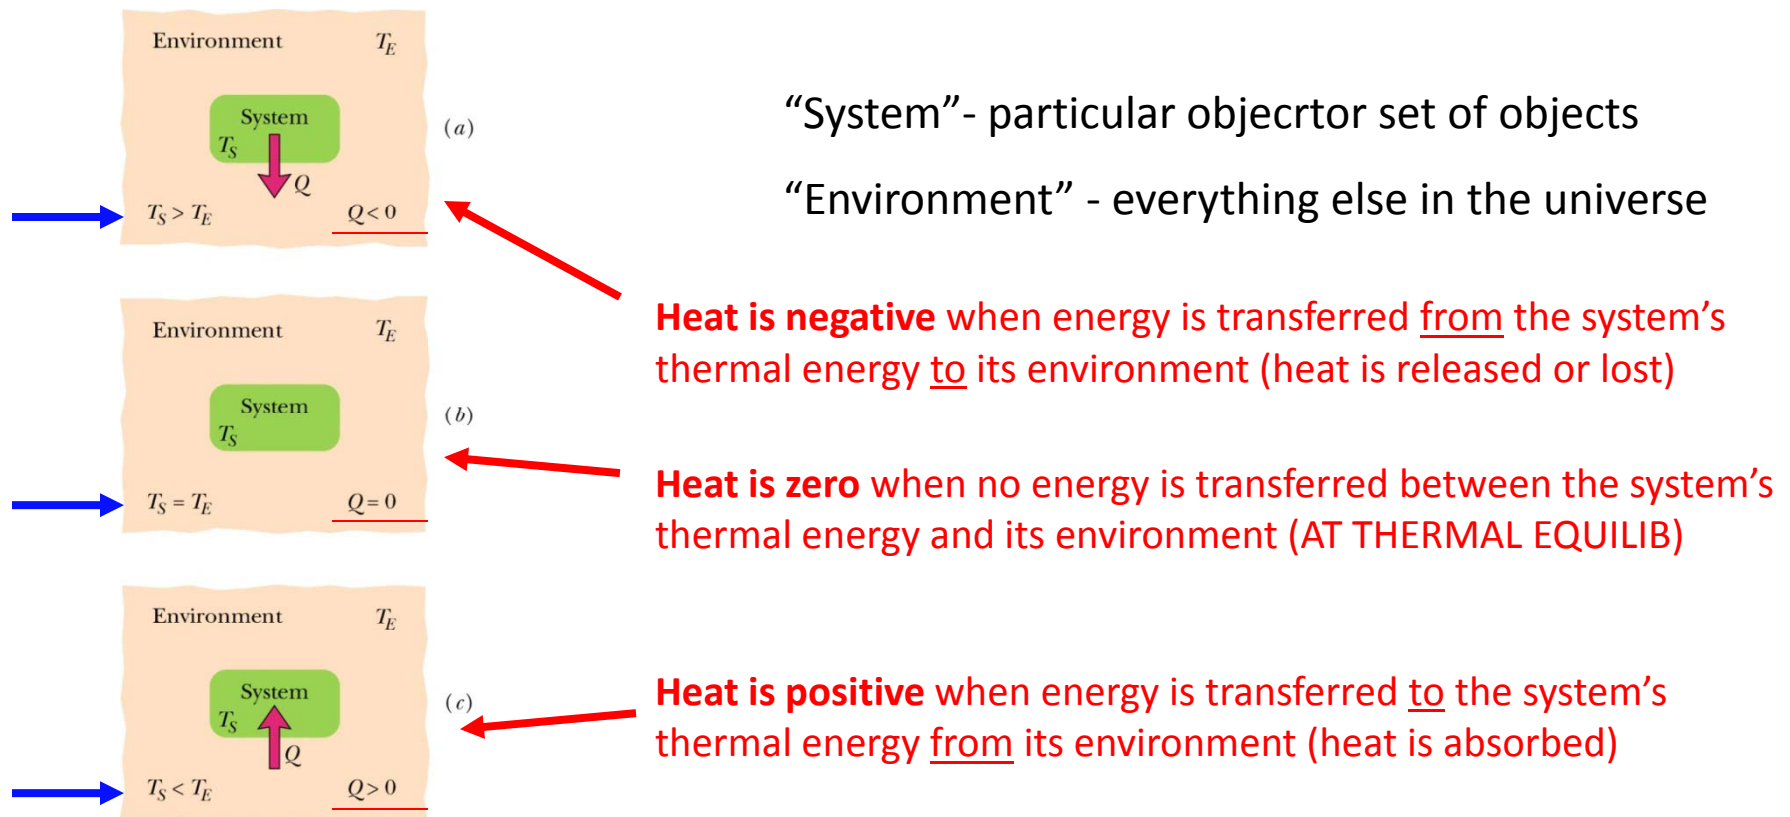 Environment T_E
System
T_S
Q
T_S > T_E Q < 0
(a)
“System”- particular objecrtor set of objects
“Environment” - everything else in the universe
Heat is negative when energy is transferred from the system’s
thermal energy to its environment (heat is released or lost)
Environment T_E
System
T_S
T_S = T_E Q = 0
(b)
Heat is zero when no energy is transferred between the system’s
thermal energy and its environment (AT THERMAL EQUILIB)
Environment T_E
System
T_S
Q
T_S < T_E Q > 0
(c)
Heat is positive when energy is transferred to the system’s
thermal energy from its environment (heat is absorbed)